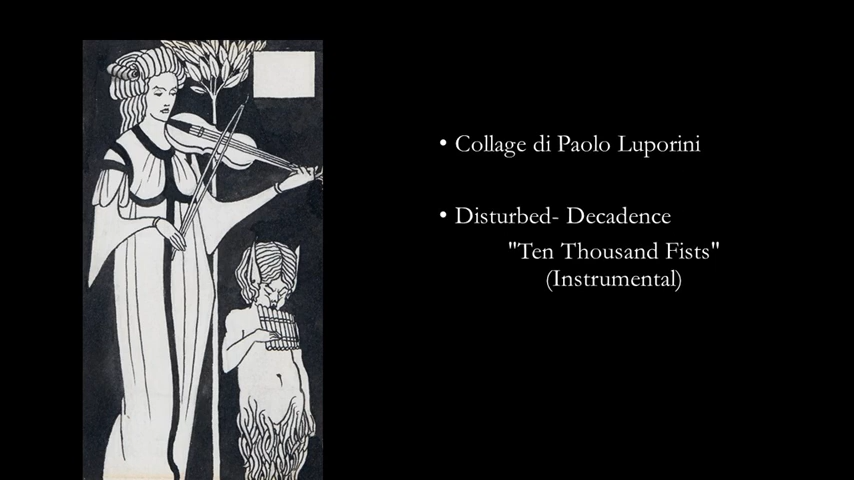 • Collage di Paolo Luporini
• Disturbed- Decadence
"Ten Thousand Fists"
(Instrumental)